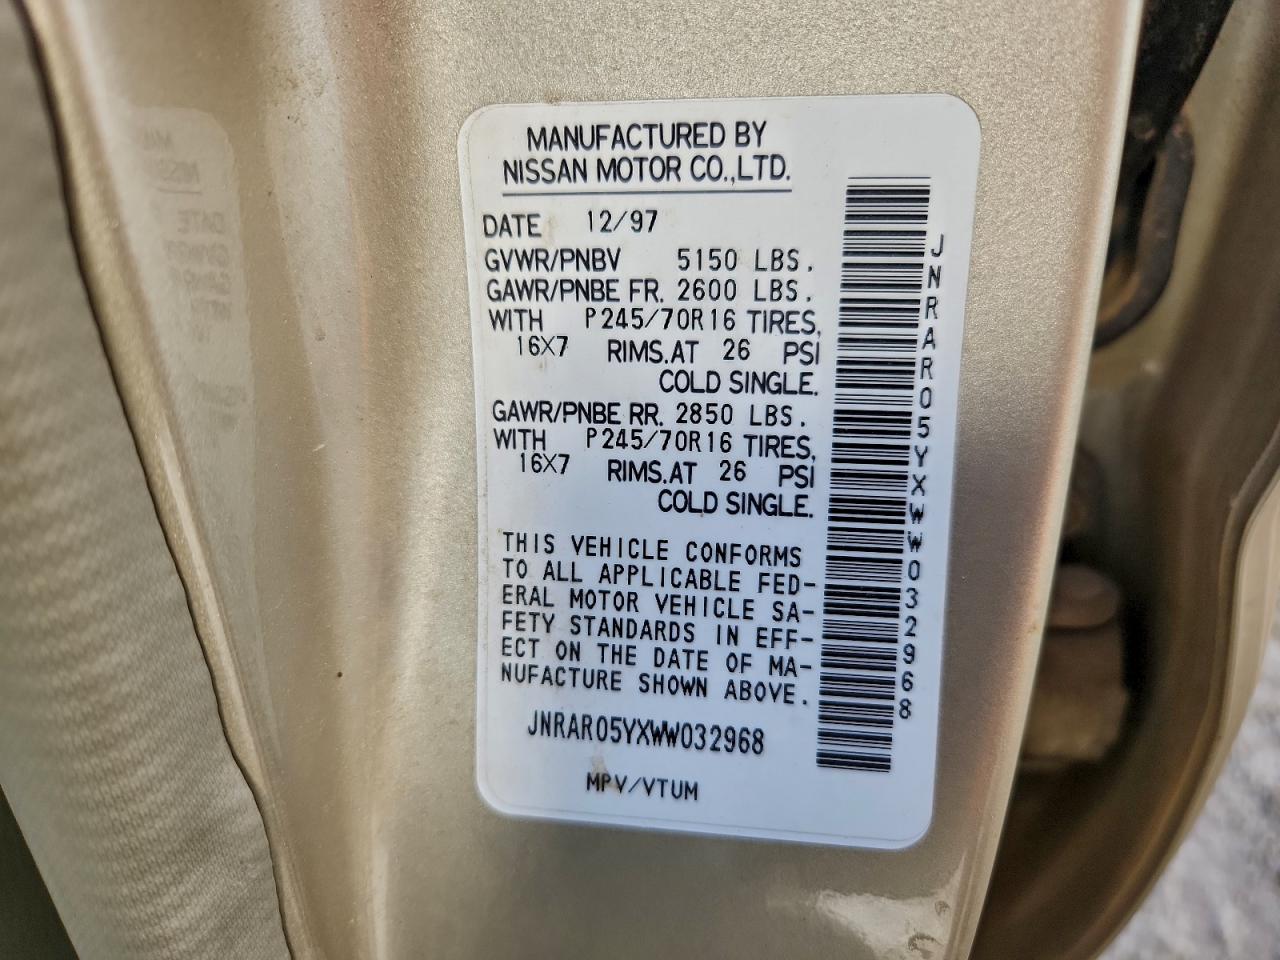 MANUFACTURED BY
NISSAN MOTOR CO.,LTD.
DATE 12/97
GVWR/PNBV 5150 LBS.
GAWR/PNBE FR. 2600 LBS.
WITH P245/70R16 TIRES,
16X7 RIMS.AT 26 PSI
COLD SINGLE.
GAWR/PNBE RR. 2850 LBS.
WITH P245/70R16 TIRES,
16X7 RIMS.AT 26 PSI
COLD SINGLE.
THIS VEHICLE CONFORMS
TO ALL APPLICABLE FED-
ERAL MOTOR VEHICLE SA-
FETY STANDARDS IN EFF-
ECT ON THE DATE OF MA-
NUFACTURE SHOWN ABOVE.
JNRAR05YXWW032968
MPV/VTUM
JNRAR05YXWW032968